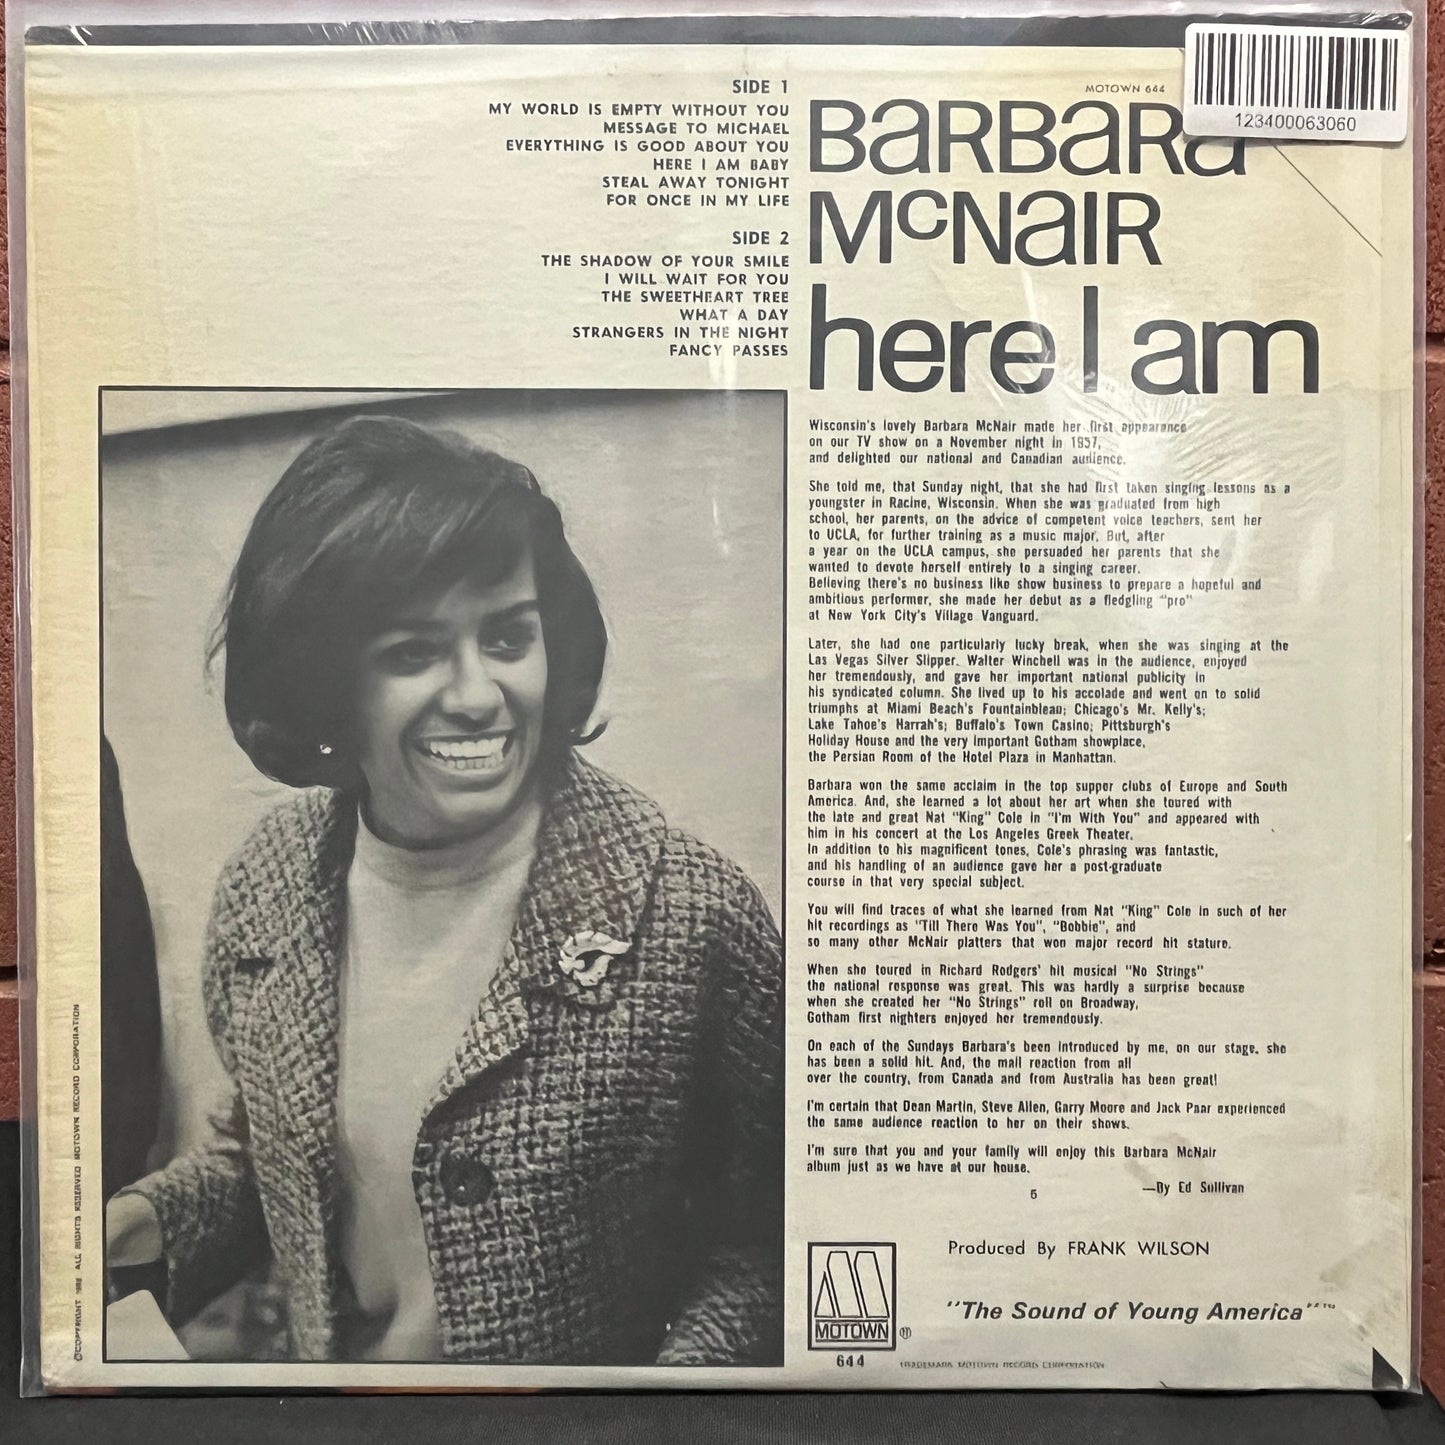 SIDE 1
MY WORLD IS EMPTY WITHOUT YOU
MESSAGE TO MICHAEL
EVERYTHING IS GOOD ABOUT YOU
HERE I AM BABY
STEAL AWAY TONIGHT
FOR ONCE IN MY LIFE
SIDE 2
THE SHADOW OF YOUR SMILE
I WILL WAIT FOR YOU
THE SWEETHEART TREE
WHAT A DAY
STRANGERS IN THE NIGHT
FANCY PASSES
MOTOWN 644
123400063060
BARBARA
McNAIR
here I am
Wisconsin's lovely Barbara McNair made her first appearance
on our TV show on a November night in 1957,
and delighted our national and Canadian audience.
She told me, that Sunday night, that she had first taken singing lessons as a
youngster in Racine, Wisconsin. When she was graduated from high
school, her parents, on the advice of competent voice teachers, sent her
to UCLA, for further training as a music major. But, after
a year on the UCLA campus, she persuaded her parents that she
wanted to devote herself entirely to a singing career.
Believing there's no business like show business to prepare a hopeful and
ambitious performer, she made her debut as a fledgling "pro"
at New York City's Village Vanguard.
Later, she had one particularly lucky break, when she was singing at the
Las Vegas Silver Slipper. Walter Winchell was in the audience, enjoyed
her tremendously, and gave her important national publicity in
his syndicated column. She lived up to his accolade and went on to solid
triumphs at Miami Beach's Fountainbleau; Chicago's Mr. Kelly's;
Lake Tahoe's Harrah's; Buffalo's Town Casino; Pittsburgh's
Holiday House and the very important Gotham showplace,
the Persian Room of the Hotel Plaza in Manhattan.
Barbara won the same acclaim in the top supper clubs of Europe and South
America. And, she learned a lot about her art when she toured with
the late and great Nat "King" Cole in "I'm With You" and appeared with
him in his concert at the Los Angeles Greek Theater.
In addition to his magnificent tones, Cole's phrasing was fantastic,
and his handling of an audience gave her a post-graduate
course in that very special subject.
You will find traces of what she learned from Nat "King" Cole in such of her
hit recordings as "Till There Was You", "Bobbie", and
so many other McNair platters that won major record hit stature.
When she toured in Richard Rodgers' hit musical "No Strings"
the national response was great. This was hardly a surprise because
when she created her "No Strings" roll on Broadway,
Gotham first nighters enjoyed her tremendously.
On each of the Sundays Barbara's been introduced by me, on our stage, she
has been a solid hit. And, the mail reaction from all
over the country, from Canada and from Australia has been great!
I'm certain that Dean Martin, Steve Allen, Garry Moore and Jack Paar experienced
the same audience reaction to her on their shows.
I'm sure that you and your family will enjoy this Barbara McNair
album just as we have at our house.
—By Ed Sullivan
5
Produced By FRANK WILSON
"The Sound of Young America"
MOTOWN
644
TRADEMARK MOTOWN RECORD CORPORATION
©COPYRIGHT 1966 ALL RIGHTS RESERVED MOTOWN RECORD CORPORATION